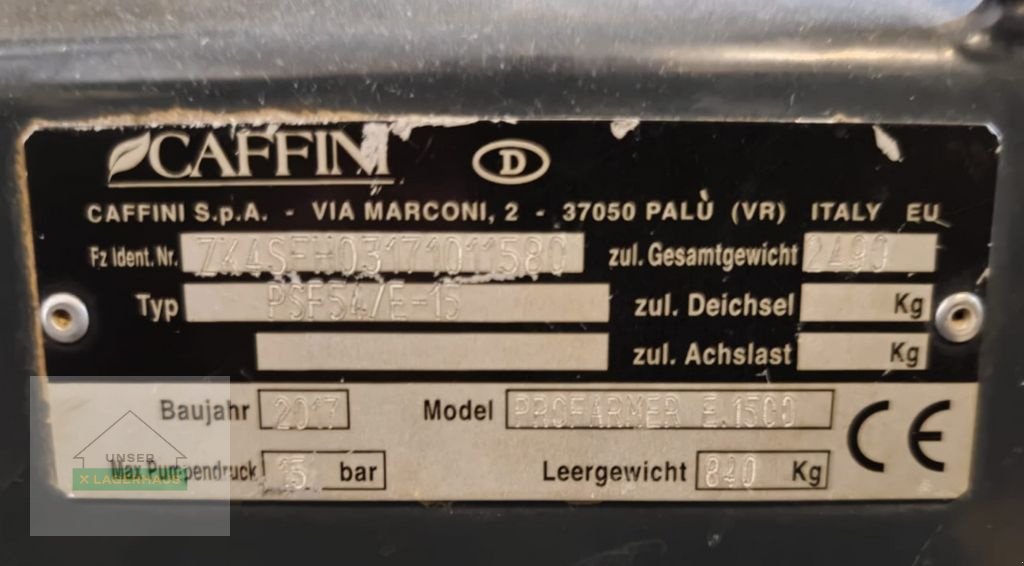 CAFFINI
D
CAFFINI S.p.A. - VIA MARCONI, 2 - 37050 PALÙ (VR) ITALY EU
Fz Ident. Nr. ZK4SFH03171011580 zul. Gesamtgewicht 2490
Typ PSF547E-15 zul. Deichsel Kg
zul. Achslast Kg
Baujahr 2017 Model PROFARMER E.1500
CE
Max Pumpendruck 15 bar Leergewicht 840 Kg
UNSER
X LAGERHAUS